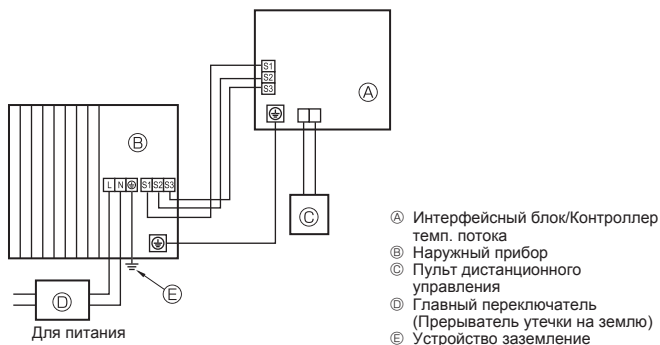 S1
S2
S3
Ⓐ
Ⓑ
L N S1 S2 S3
Ⓒ
Ⓓ
Ⓔ
Для питания
Ⓐ Интерфейсный блок/Контроллер
темп. потока
Ⓑ Наружный прибор
Ⓒ Пульт дистанционного
управления
Ⓓ Главный переключатель
(Прерыватель утечки на землю)
Ⓔ Устройство заземление